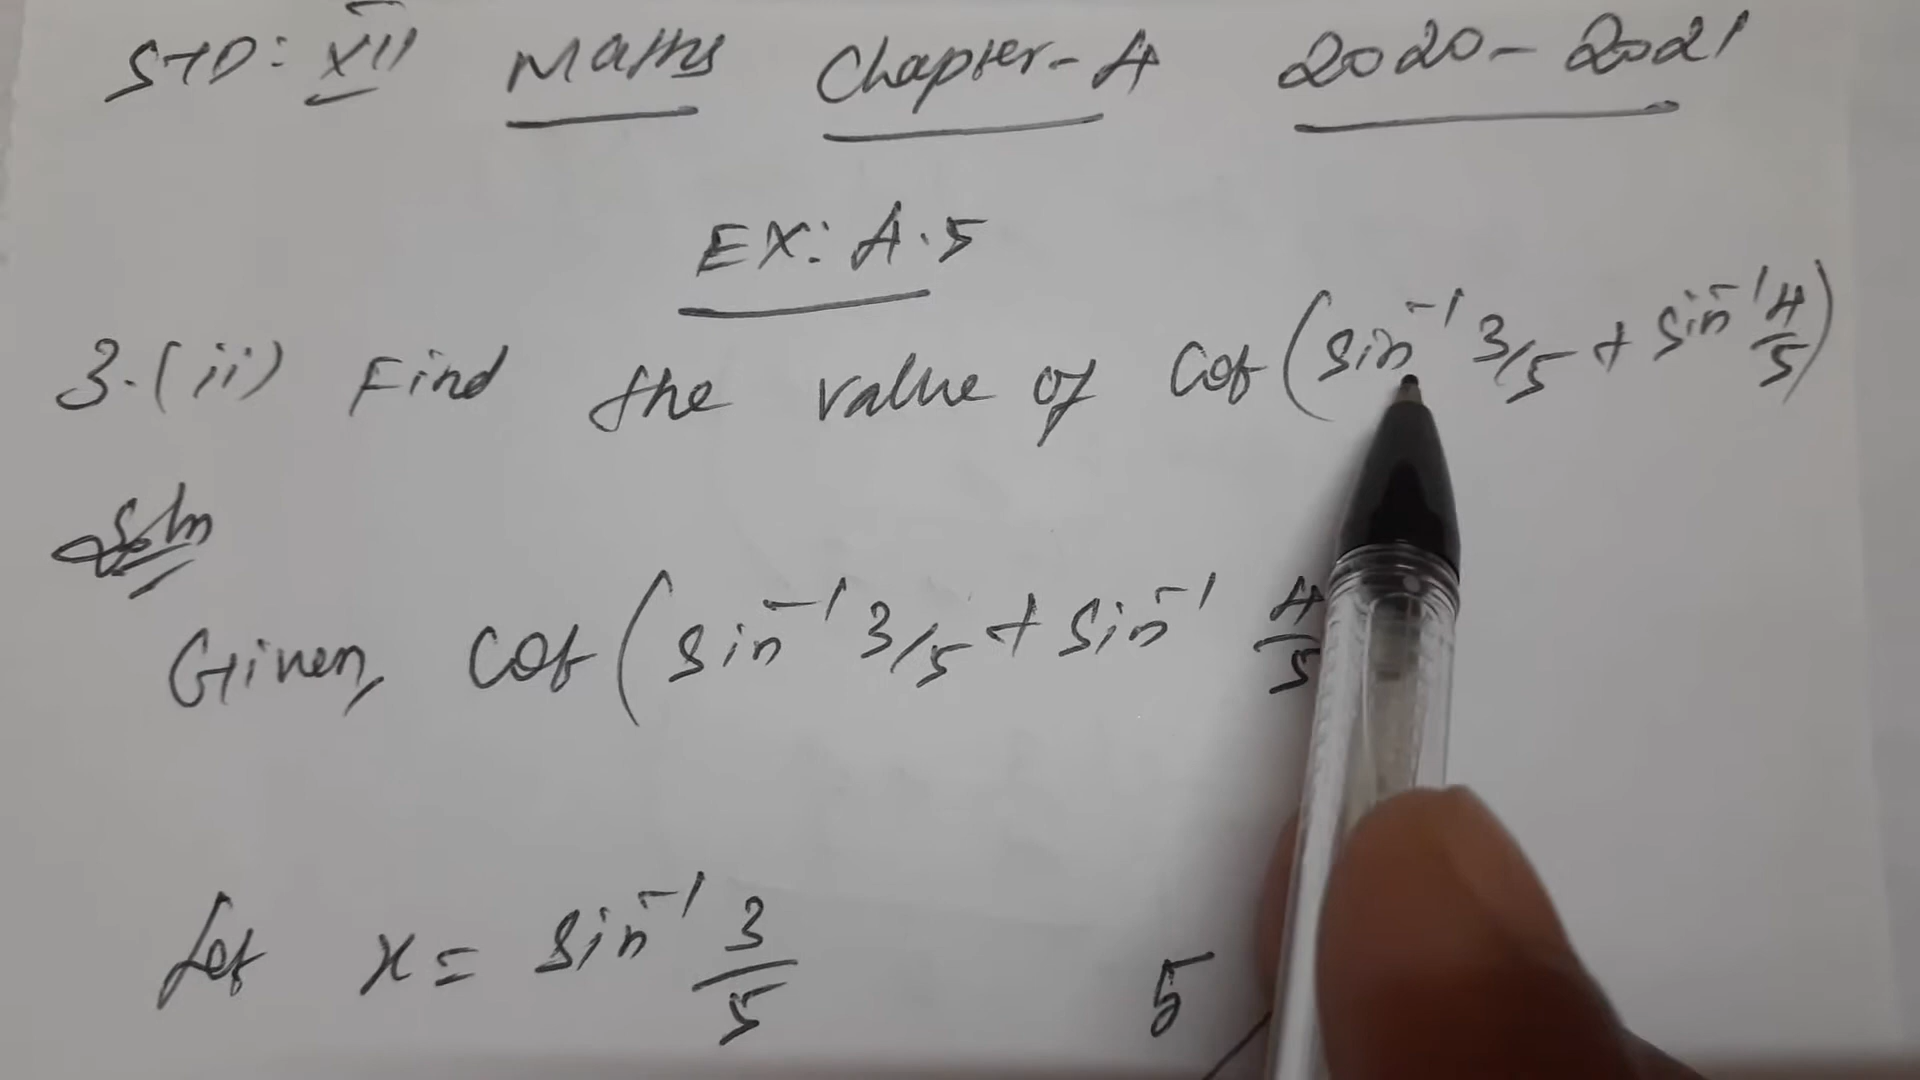 STD: XII Maths Chapter-4 2020-2021
EX: 4.5
3.(ii) Find the value of Cot (sin⁻¹ 3/5 + sin⁻¹ 4/5)
Soln
Given, Cot (sin⁻¹ 3/5 + sin⁻¹ 4/5
Let x = sin⁻¹ 3/5 5